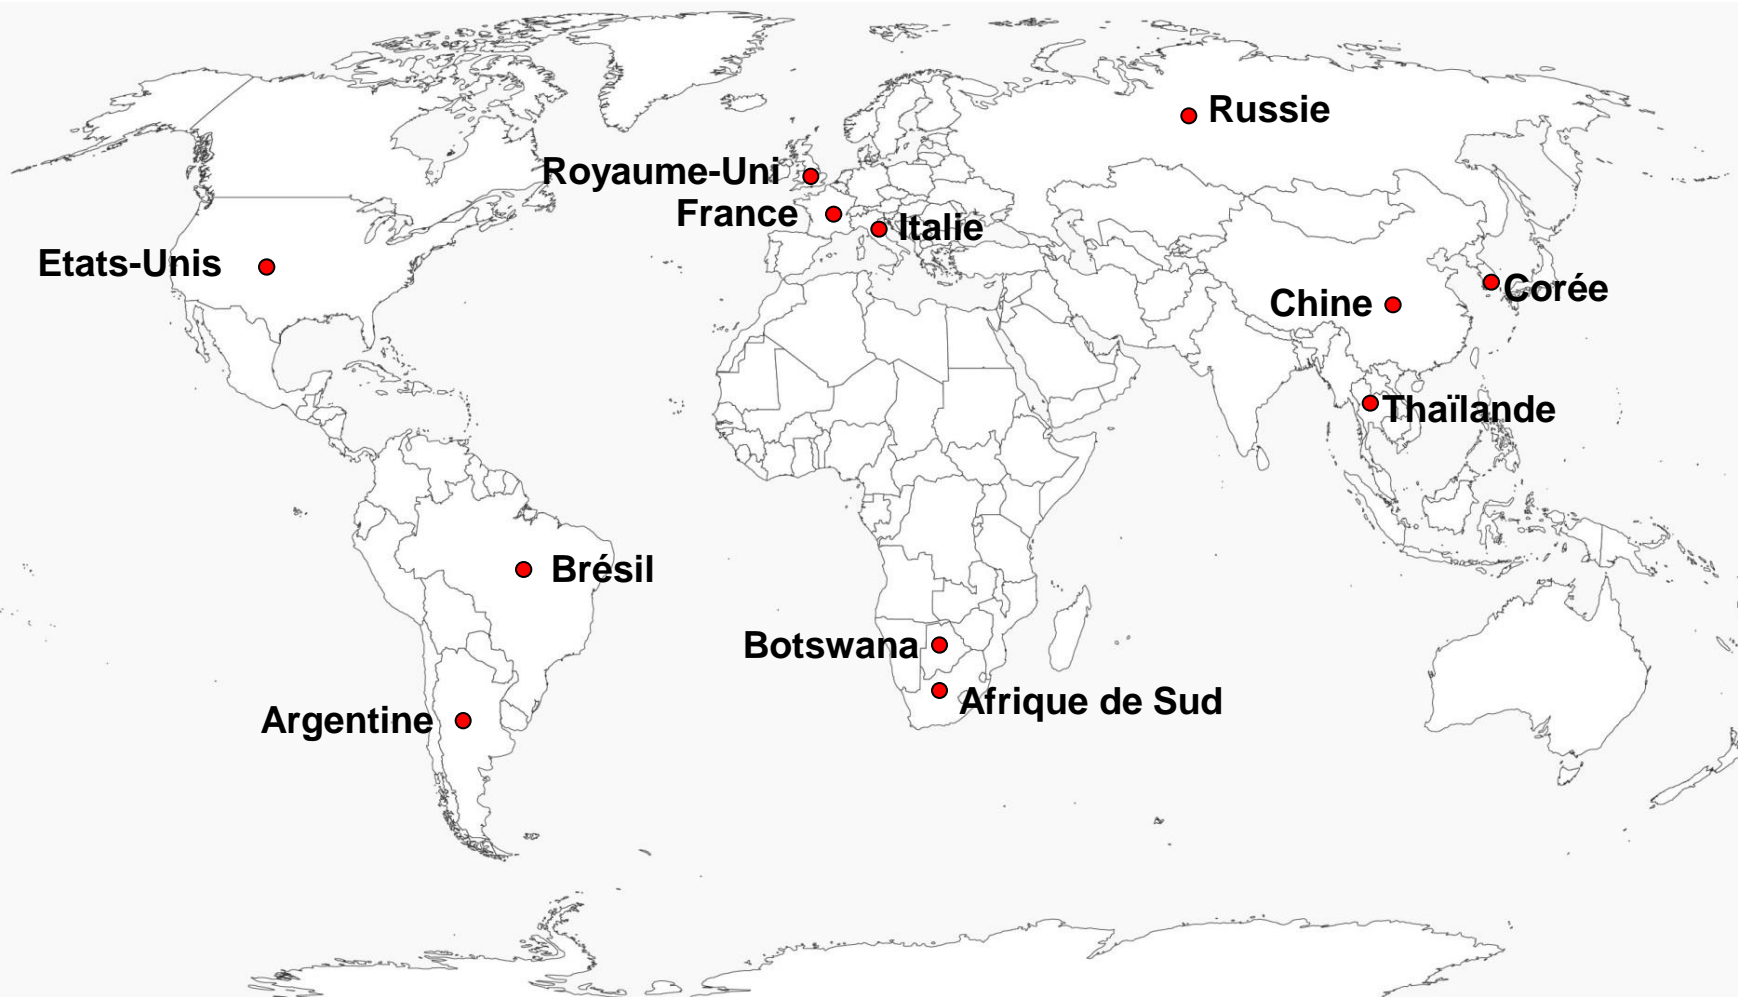 Russie
Royaume-Uni
France
Italie
Etats-Unis
Corée
Chine
Thaïlande
Brésil
Botswana
Afrique de Sud
Argentine